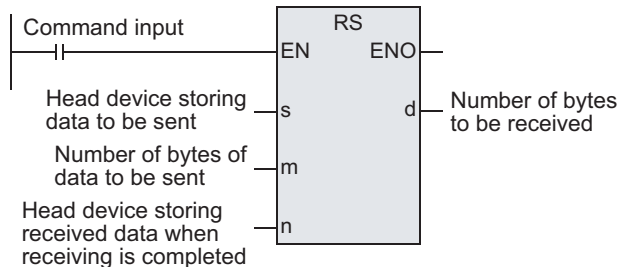 Command input
RS
EN
ENO
Head device storing
data to be sent
s
d
Number of bytes
to be received
Number of bytes of
data to be sent
m
Head device storing
received data when
receiving is completed
n